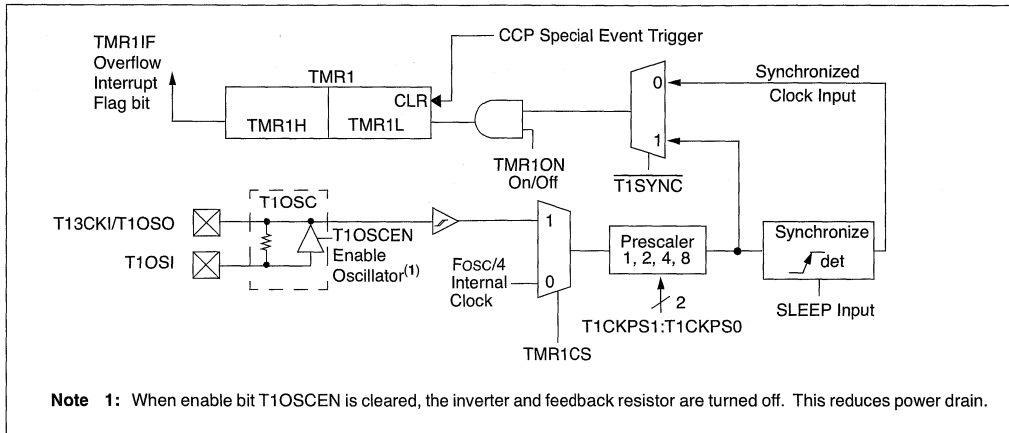 TMR1IF
Overflow
Interrupt
Flag bit
TMR1
CCP Special Event Trigger
CLR
TMR1H
TMR1L
TMR1ON
On/Off
0
1
T1SYNC
Synchronized
Clock Input
T13CKI/T1OSO
T1OSI
T1OSC
T1OSCEN
Enable
Oscillator(1)
FOSC/4
Internal
Clock
1
0
TMR1CS
Prescaler
1, 2, 4, 8
2
T1CKPS1:T1CKPS0
Synchronize
det
SLEEP Input
Note 1: When enable bit T1OSCEN is cleared, the inverter and feedback resistor are turned off. This reduces power drain.